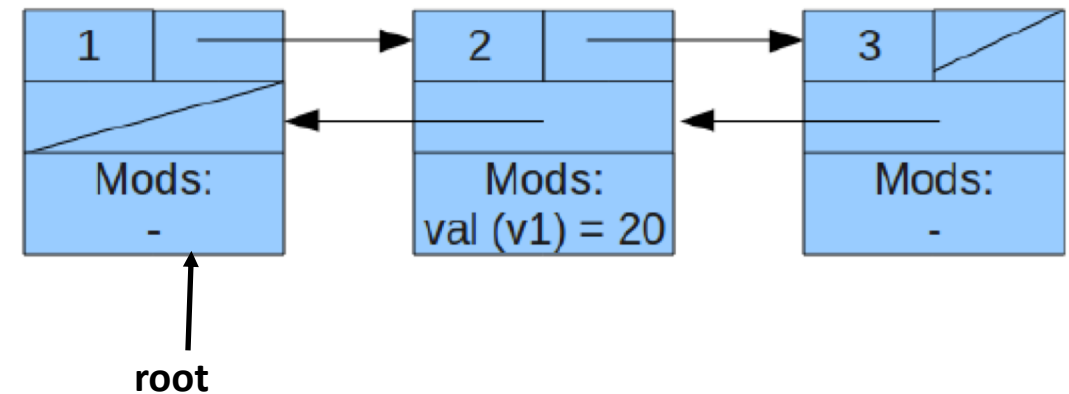 1
2
3
Mods:
-
Mods:
val (v1) = 20
Mods:
-
root